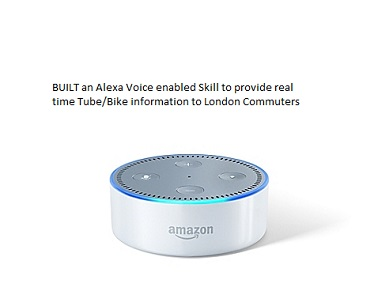 BUILT an Alexa Voice enabled Skill to provide real
time Tube/Bike information to London Commuters
amazon